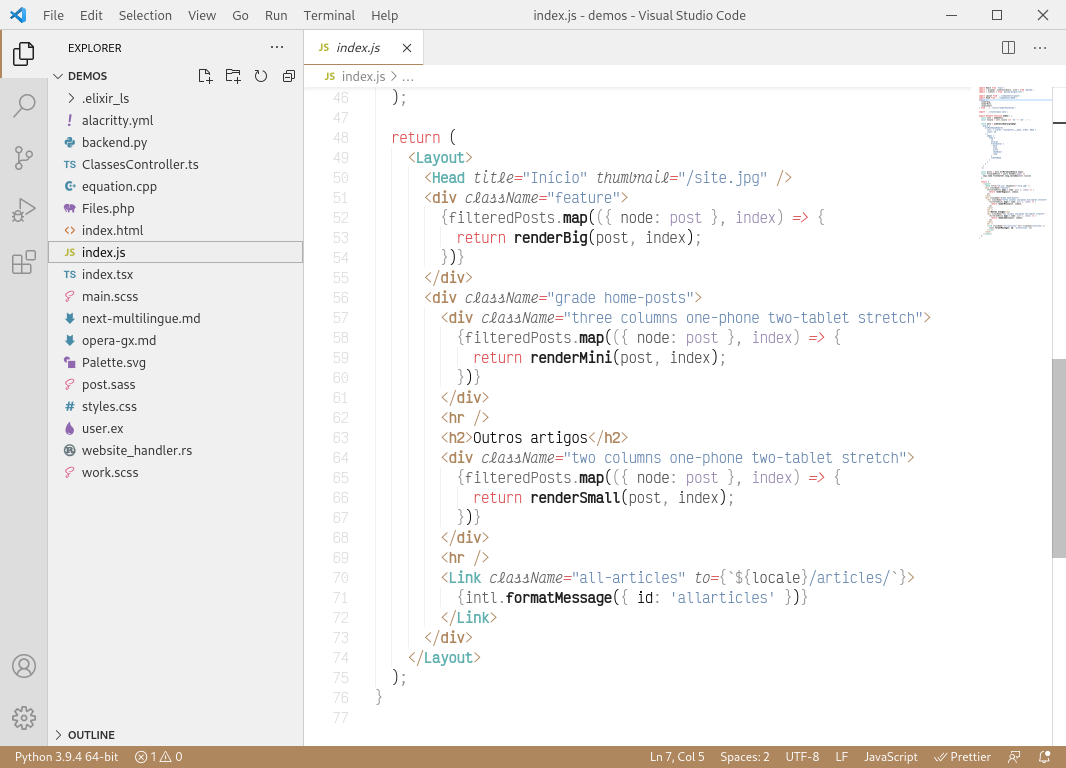 File Edit Selection View Go Run Terminal Help index.js - demos - Visual Studio Code
EXPLORER
DEMOS
.elixir_ls
! alacritty.yml
backend.py
TS ClassesController.ts
equation.cpp
Files.php
index.html
JS index.js
TS index.tsx
main.scss
next-multilingue.md
opera-gx.md
Palette.svg
post.sass
# styles.css
user.ex
website_handler.rs
work.scss
OUTLINE
JS index.js
JS index.js > ...
46 );
47
48 return (
49 <Layout>
50 <Head title="Início" thumbnail="/site.jpg" />
51 <div className="feature">
52 {filteredPosts.map(({ node: post }, index) => {
53 return renderBig(post, index);
54 })}
55 </div>
56 <div className="grade home-posts">
57 <div className="three columns one-phone two-tablet stretch">
58 {filteredPosts.map(({ node: post }, index) => {
59 return renderMini(post, index);
60 })}
61 </div>
62 <hr />
63 <h2>Outros artigos</h2>
64 <div className="two columns one-phone two-tablet stretch">
65 {filteredPosts.map(({ node: post }, index) => {
66 return renderSmall(post, index);
67 })}
68 </div>
69 <hr />
70 <Link className="all-articles" to={`${locale}/articles/`}>
71 {intl.formatMessage({ id: 'allarticles' })}
72 </Link>
73 </div>
74 </Layout>
75 );
76 }
77
Python 3.9.4 64-bit 1 0 Ln 7, Col 5 Spaces: 2 UTF-8 LF JavaScript Prettier